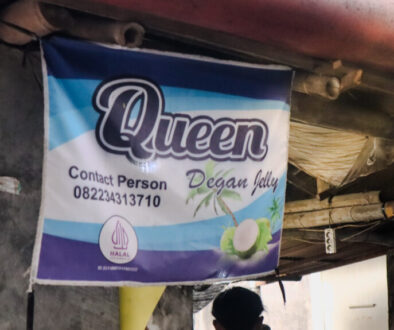 Queen
Degan Jelly
Contact Person
082234313710
HALAL